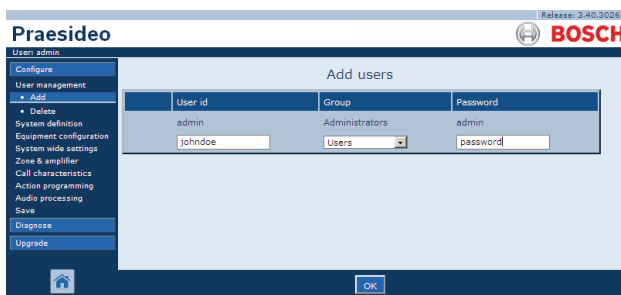 Release: 3.40.3026
Praesideo
BOSCH
User: admin
Configure
User management
• Add
• Delete
System definition
Equipment configuration
System wide settings
Zone & amplifier
Call characteristics
Action programming
Audio processing
Save
Diagnose
Upgrade
Add users
User id Group Password
admin Administrators admin
johndoe Users password
OK